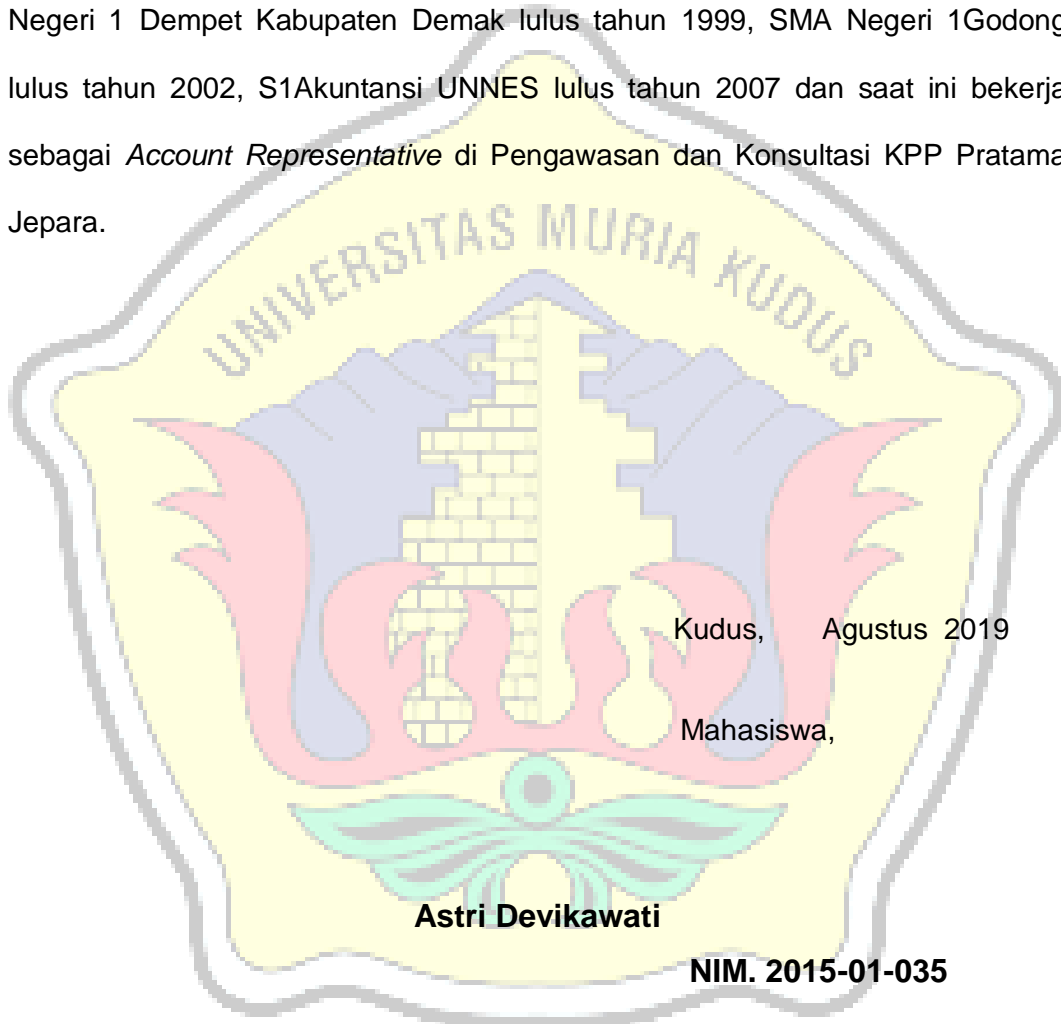 Negeri 1 Dempet Kabupaten Demak lulus tahun 1999, SMA Negeri 1Godong
lulus tahun 2002, S1Akuntansi UNNES lulus tahun 2007 dan saat ini bekerja
sebagai Account Representative di Pengawasan dan Konsultasi KPP Pratama
Jepara.
UNIVERSITAS MURIA KUDUS
Kudus, Agustus 2019
Mahasiswa,
Astri Devikawati
NIM. 2015-01-035